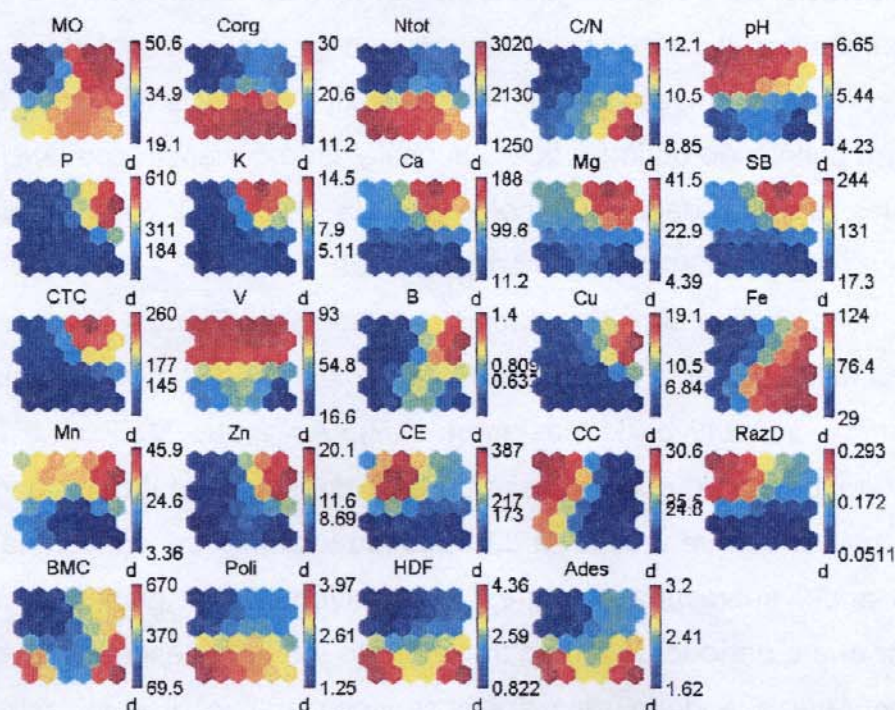 MO Corg Ntot C/N pH
50.6 30 3020 12.1 6.65
34.9 20.6 2130 10.5 5.44
19.1 11.2 1250 8.85 4.23
d d d d d
P K Ca Mg SB
610 14.5 188 41.5 244
311 7.9 99.6 22.9 131
184 5.11 11.2 4.39 17.3
d d d d d
CTC V B Cu Fe
260 93 1.4 19.1 124
177 54.8 0.809 10.5 76.4
145 16.6 6.84 29
d d d d d
Mn Zn CE CC RazD
45.9 20.1 387 30.6 0.293
24.6 11.6 217 0.172
3.36 8.69 173 24.8 0.0511
d d d d d
BMC Poli HDF Ades
670 3.97 4.36 3.2
370 2.61 2.59 2.41
69.5 1.25 0.822 1.62
d d d d